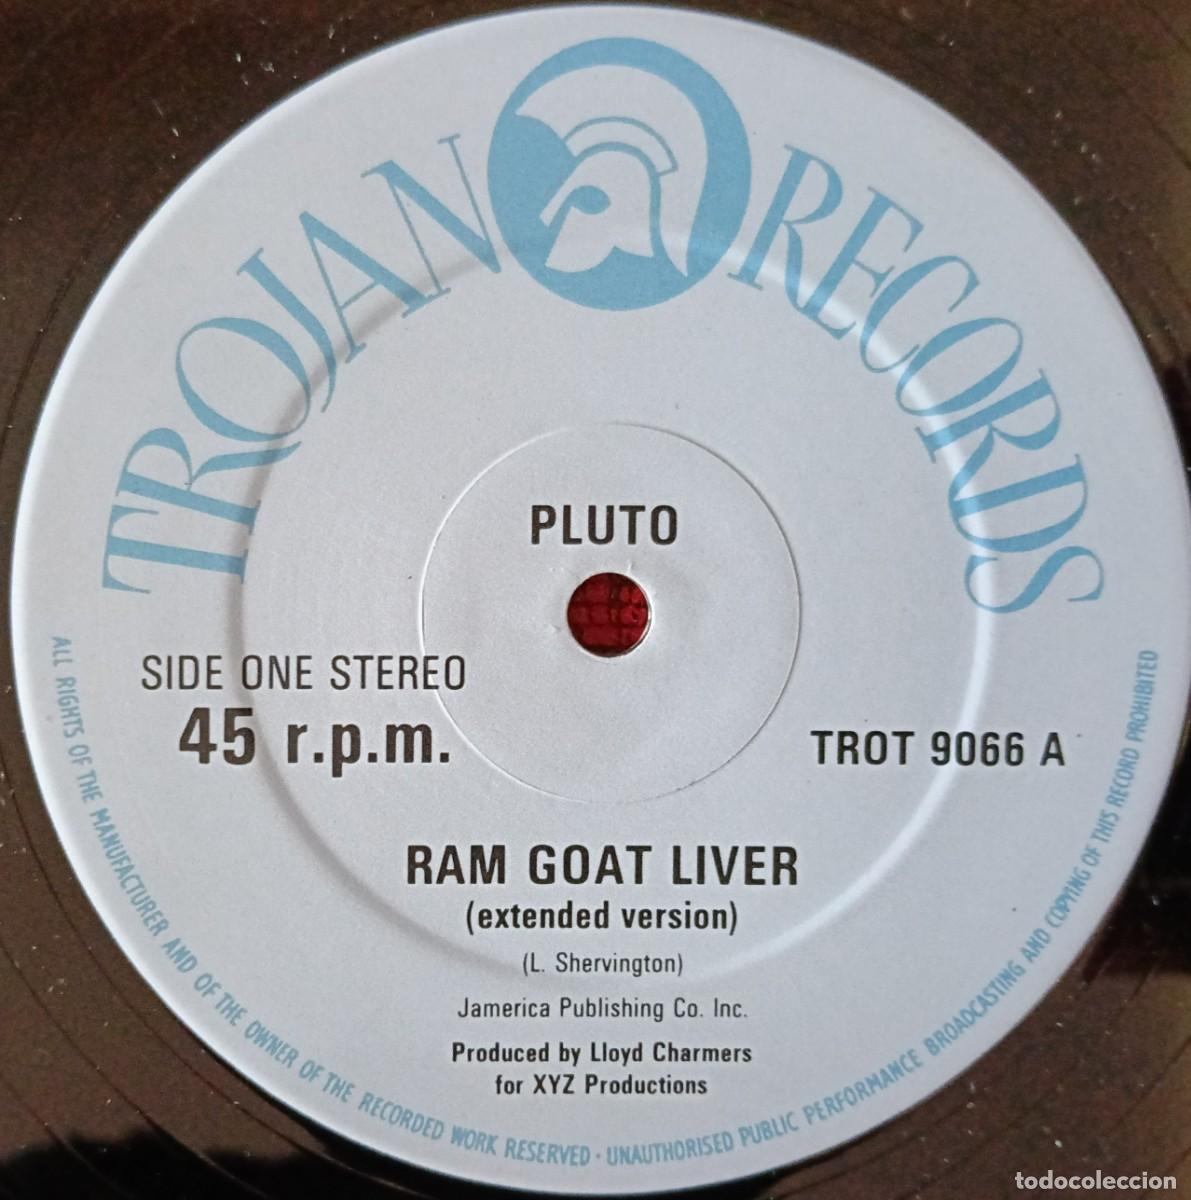 TROJAN RECORDS
PLUTO
SIDE ONE STEREO
45 r.p.m.
TROT 9066 A
RAM GOAT LIVER
(extended version)
(L. Shervington)
Jamerica Publishing Co. Inc.
Produced by Lloyd Charmers
for XYZ Productions
ALL RIGHTS OF THE MANUFACTURER AND OF THE OWNER OF THE RECORDED WORK RESERVED · UNAUTHORISED PUBLIC PERFORMANCE BROADCASTING AND COPYING OF THIS RECORD PROHIBITED
todocoleccion